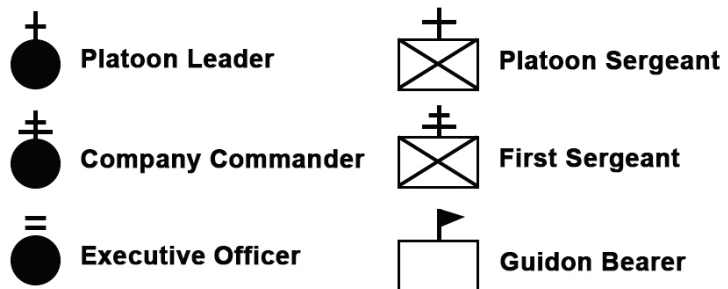 Platoon Leader
Platoon Sergeant
Company Commander
First Sergeant
Executive Officer
Guidon Bearer